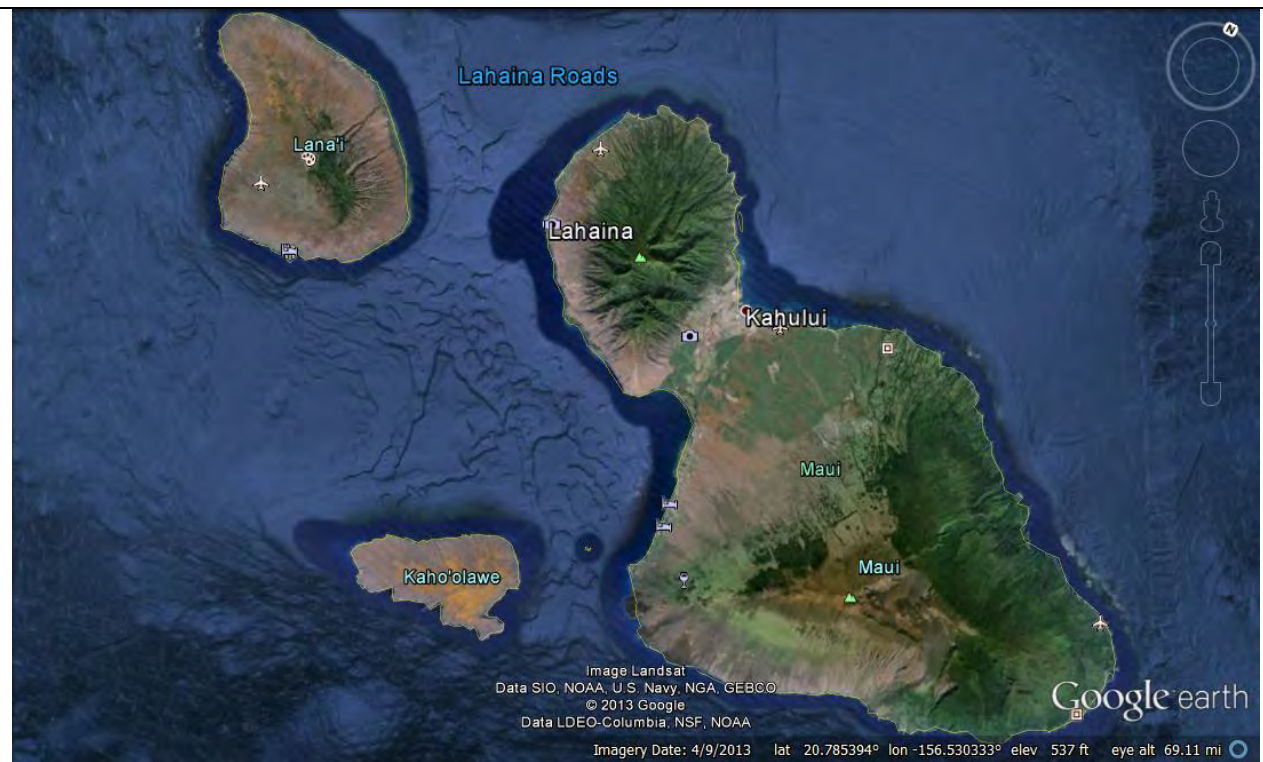 N
Lahaina Roads
Lana'i
Lahaina
Kahului
Maui
Maui
Kaho'olawe
Image Landsat
Data SIO, NOAA, U.S. Navy, NGA, GEBCO
© 2013 Google
Data LDEO-Columbia, NSF, NOAA
Google earth
Imagery Date: 4/9/2013 lat 20.785394° lon -156.530333° elev 537 ft eye alt 69.11 mi